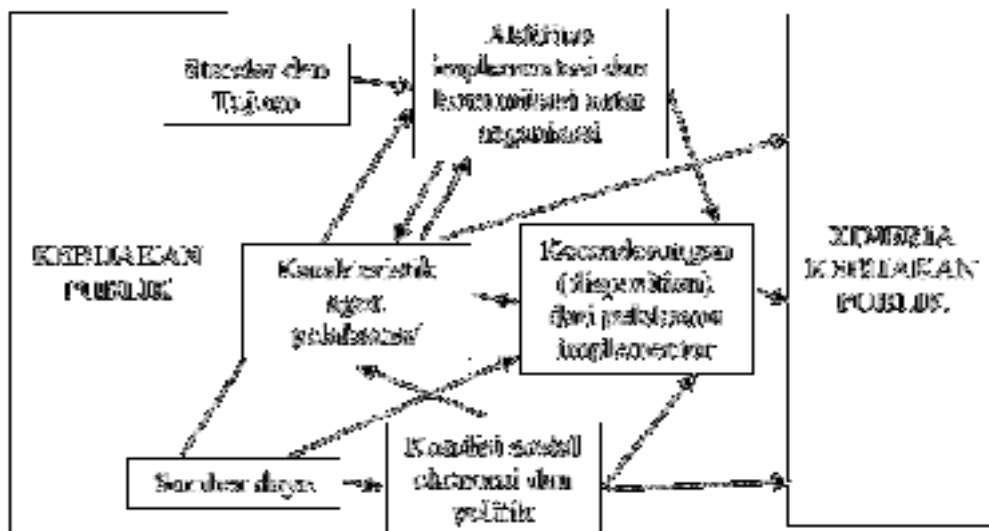 Standar dan
Tujuan
Aktivitas
implementasi dan
komunikasi antar
organisasi
KEBIJAKAN
PUBLIK
Karakteristik
agen
pelaksana/
Kecenderungan
(disposition)
dari pelaksana
implementor
KINERJA
KEBIJAKAN
PUBLIK
Sumber daya
Kondisi sosial
ekonomi dan
politik